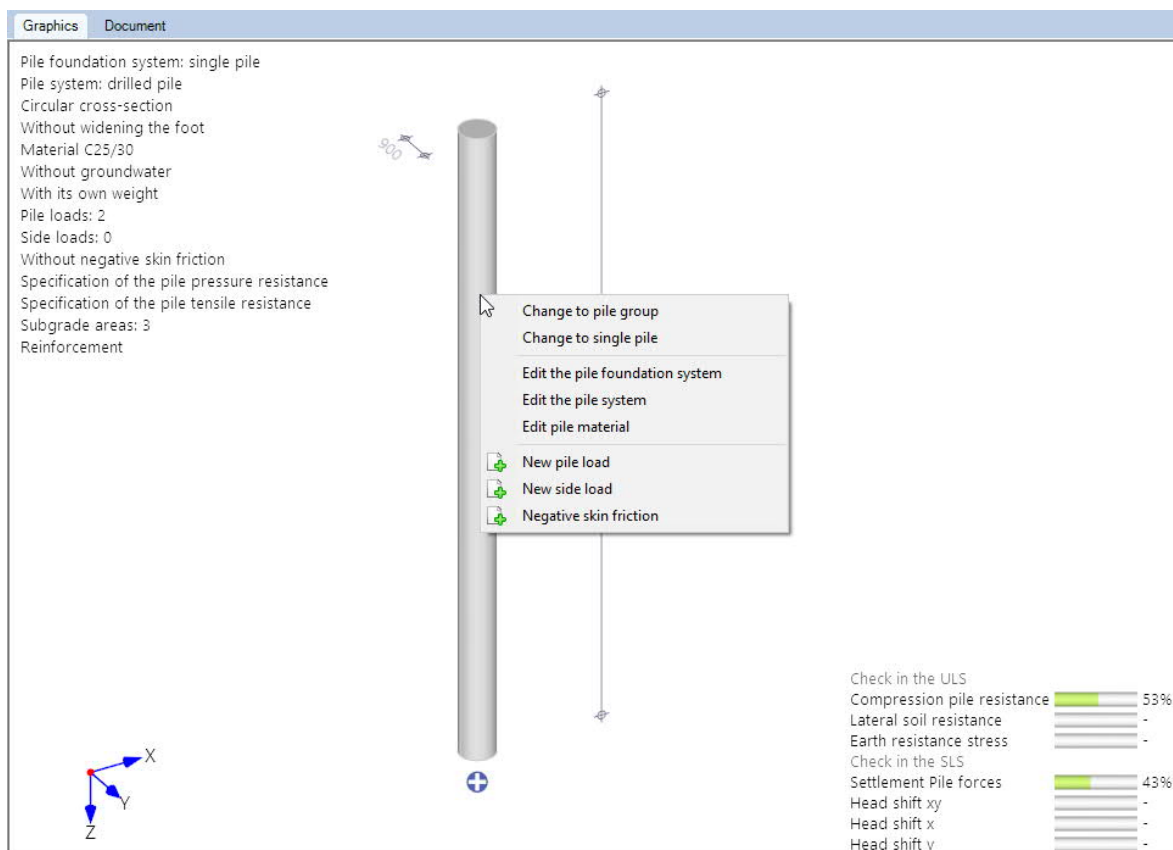 Graphics Document
Pile foundation system: single pile
Pile system: drilled pile
Circular cross-section
Without widening the foot
Material C25/30
Without groundwater
With its own weight
Pile loads: 2
Side loads: 0
Without negative skin friction
Specification of the pile pressure resistance
Specification of the pile tensile resistance
Subgrade areas: 3
Reinforcement
900
Change to pile group
Change to single pile
Edit the pile foundation system
Edit the pile system
Edit pile material
New pile load
New side load
Negative skin friction
X
Y
Z
Check in the ULS
Compression pile resistance 53%
Lateral soil resistance -
Earth resistance stress -
Check in the SLS
Settlement Pile forces 43%
Head shift xy -
Head shift x -
Head shift y -